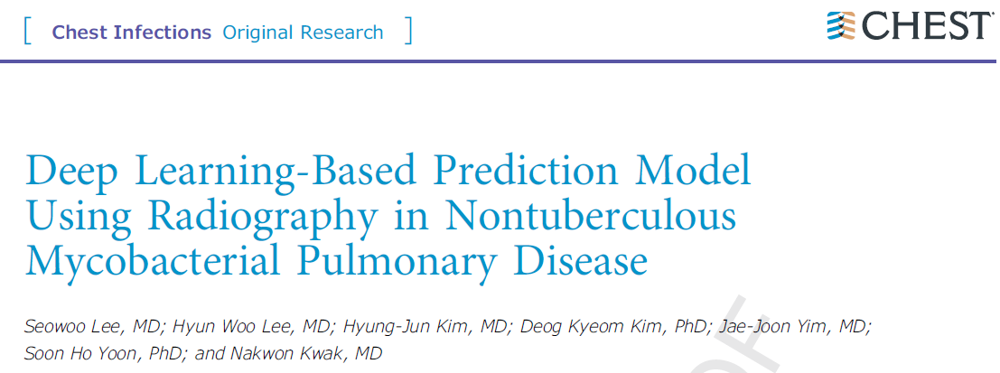 [ Chest Infections Original Research ]
CHEST
Deep Learning-Based Prediction Model
Using Radiography in Nontuberculous
Mycobacterial Pulmonary Disease
Seowoo Lee, MD; Hyun Woo Lee, MD; Hyung-Jun Kim, MD; Deog Kyeom Kim, PhD; Jae-Joon Yim, MD;
Soon Ho Yoon, PhD; and Nakwon Kwak, MD